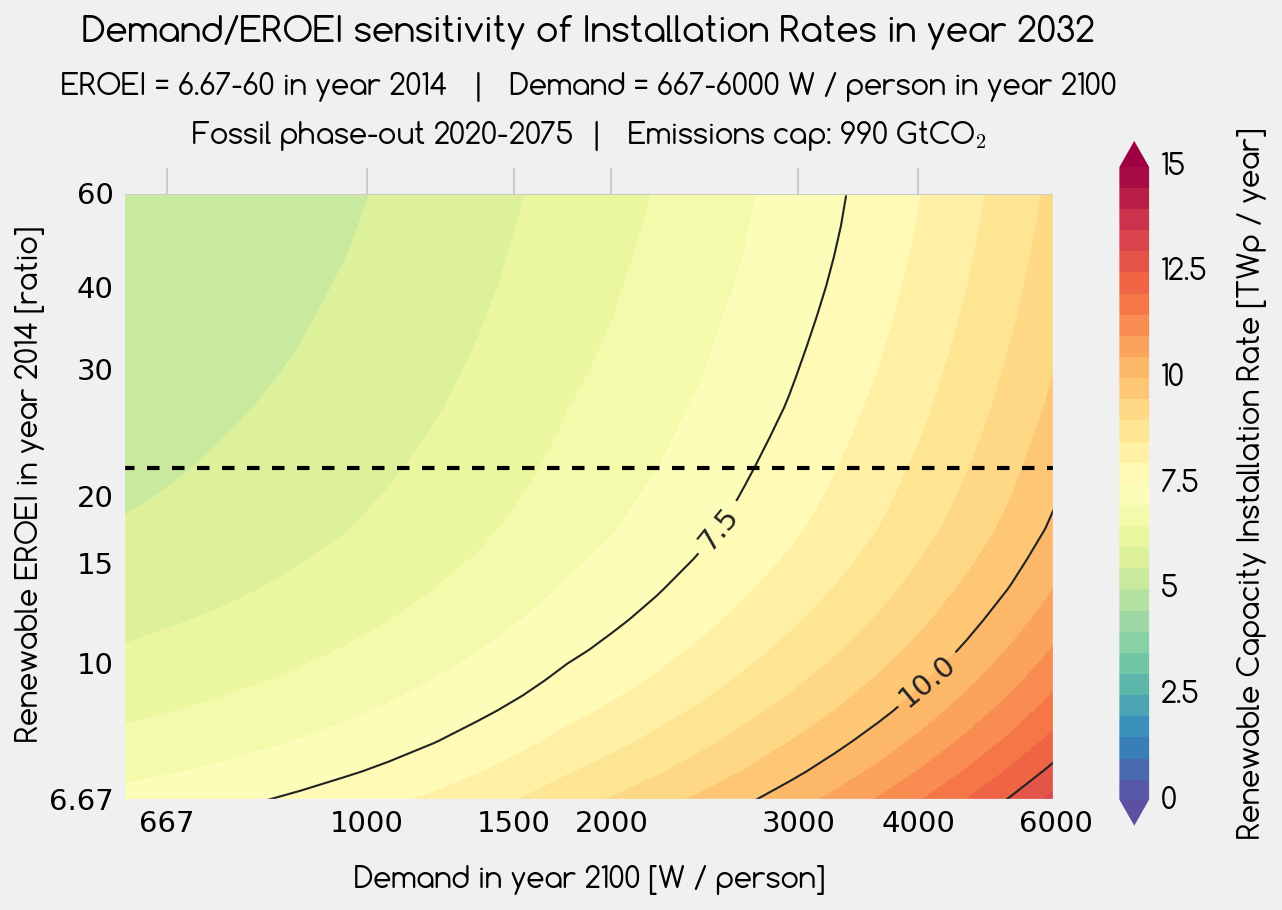 Demand/EROEI sensitivity of Installation Rates in year 2032
EROEI = 6.67-60 in year 2014 | Demand = 667-6000 W / person in year 2100
Fossil phase-out 2020-2075 | Emissions cap: 990 GtCO₂
Renewable EROEI in year 2014 [ratio]
60
40
30
20
15
10
6.67
7.5
10.0
667 1000 1500 2000 3000 4000 6000
Demand in year 2100 [W / person]
15
12.5
10
7.5
5
2.5
0
Renewable Capacity Installation Rate [TWp / year]